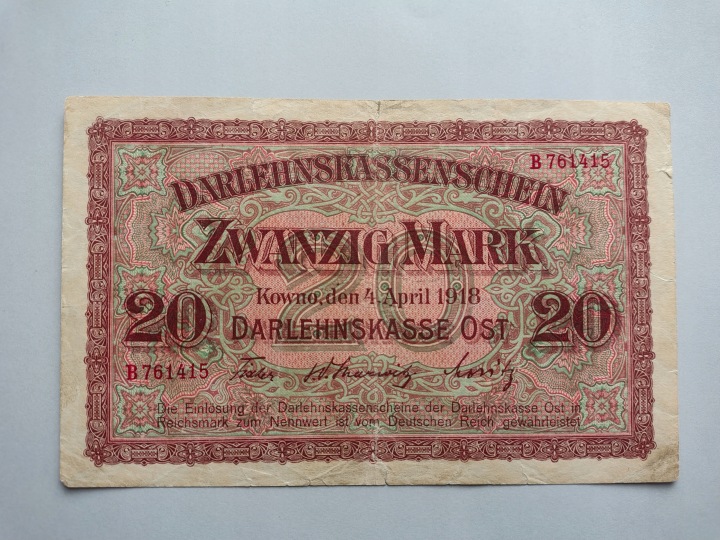 B 761415
DARLEHNSKASSENSCHEIN
ZWANZIG MARK
20
Kowno, den 4. April 1918
20 DARLEHNSKASSE OST 20
B 761415
Die Einlösung der Darlehnskassenscheine der Darlehnskasse Ost in
Reichsmark zum Nennwert ist vom Deutschen Reich gewährleistet